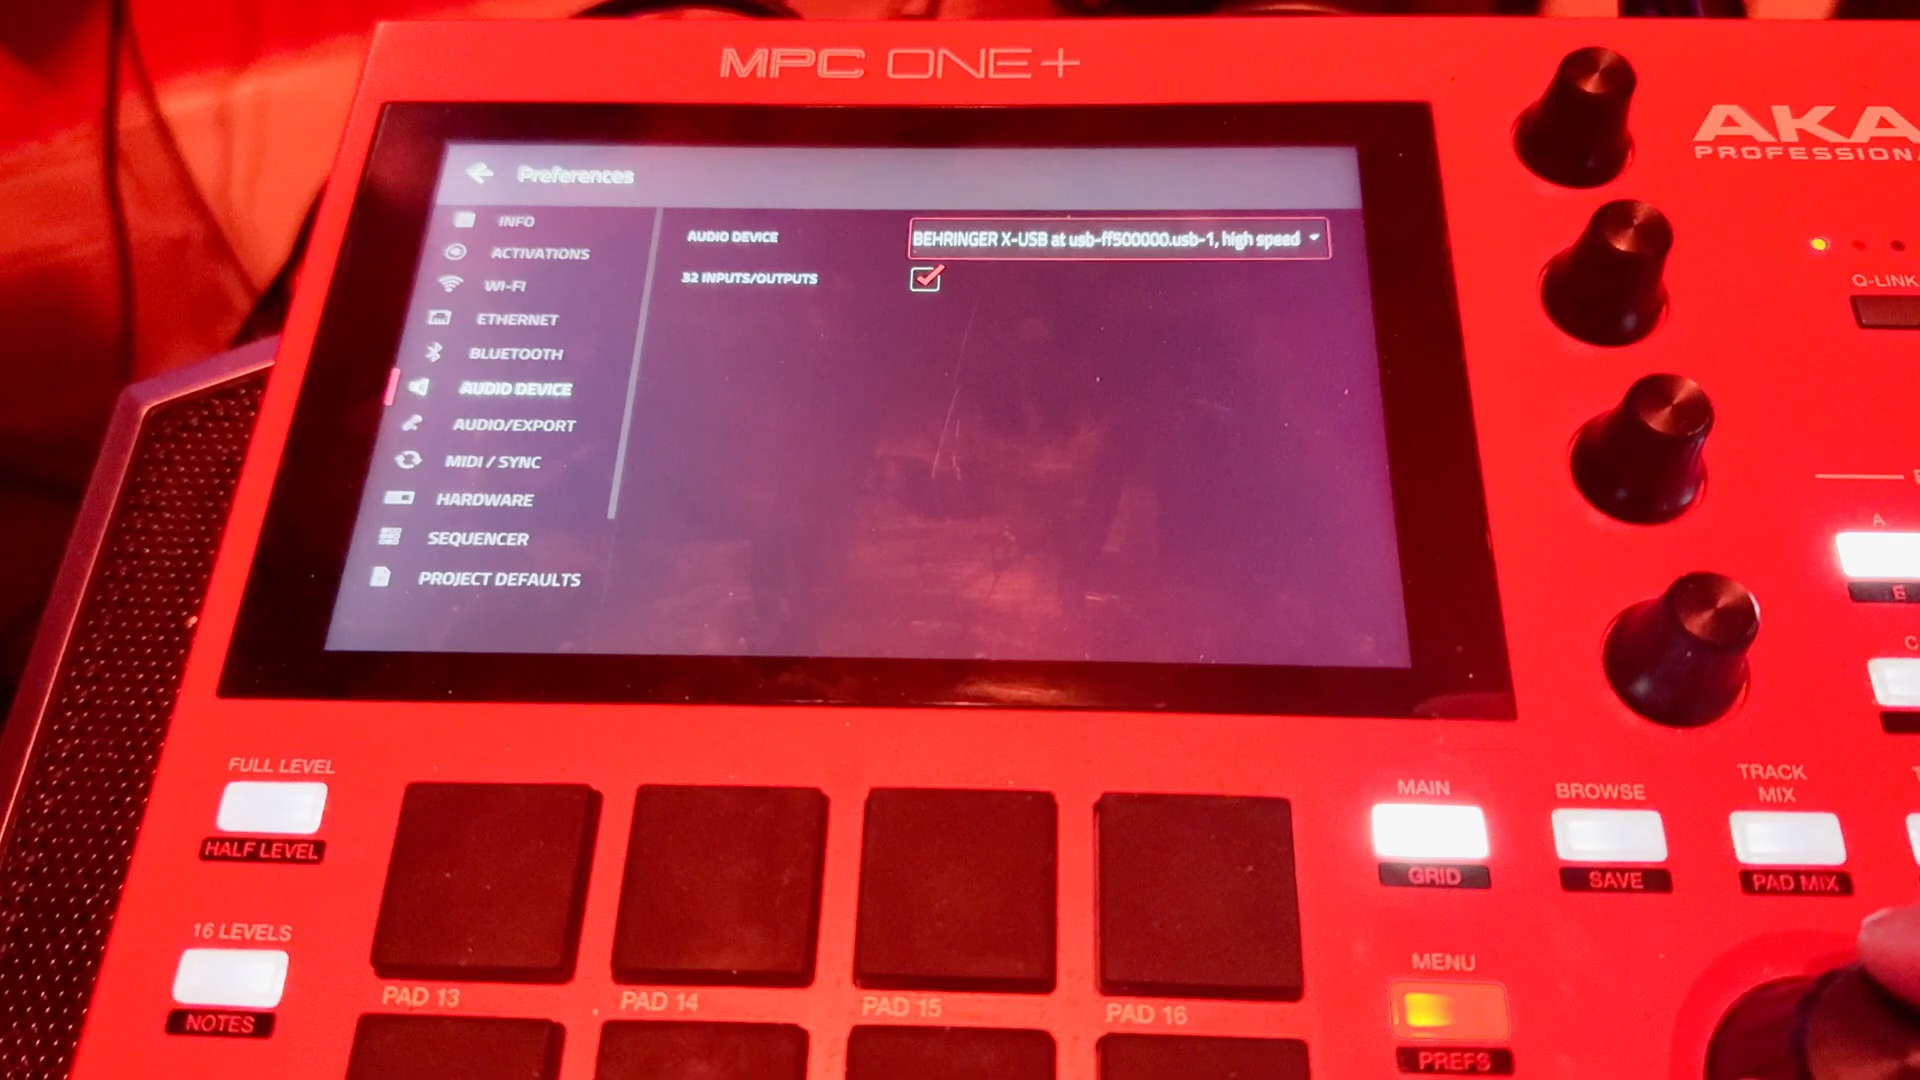 MPC ONE+
AKA
PROFESSIONA
Preferences
INFO
ACTIVATIONS
WI-FI
ETHERNET
BLUETOOTH
AUDIO DEVICE
AUDIO/EXPORT
MIDI / SYNC
HARDWARE
SEQUENCER
PROJECT DEFAULTS
AUDIO DEVICE
BEHRINGER X-USB at usb-ff500000.usb-1, high speed
32 INPUTS/OUTPUTS
Q-LINK
A
E
C
FULL LEVEL
HALF LEVEL
16 LEVELS
NOTES
PAD 13
PAD 14
PAD 15
PAD 16
MAIN
GRID
BROWSE
SAVE
TRACK
MIX
PAD MIX
MENU
PREFS